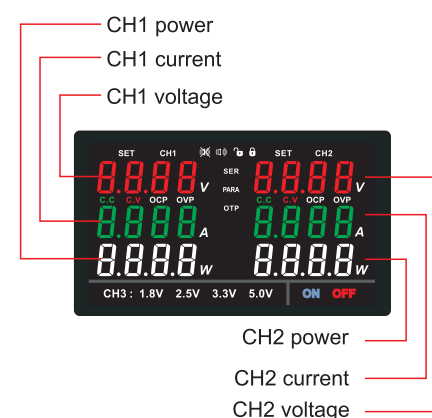 CH1 power
CH1 current
CH1 voltage
SET CH1 SET CH2
SER
8.8.8.8 V PARA 8.8.8.8 V
C.C C.V OCP OVP C.C C.V OCP OVP
OTP
8.8.8.8 A 8.8.8.8 A
8.8.8.8 W 8.8.8.8 W
CH3 : 1.8V 2.5V 3.3V 5.0V ON OFF
CH2 power
CH2 current
CH2 voltage